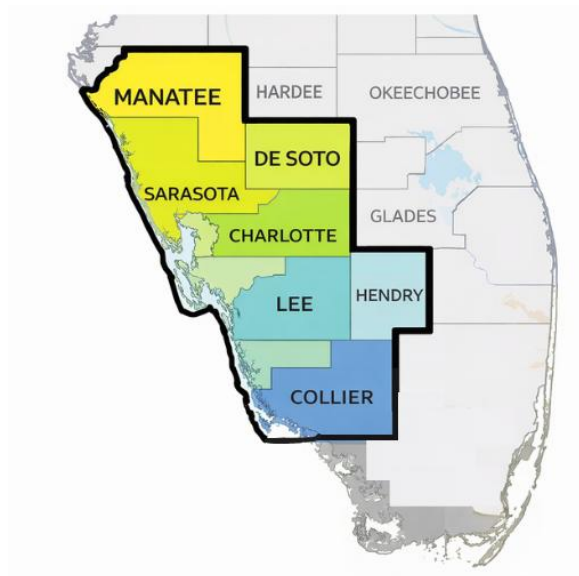 MANATEE
HARDEE
OKEECHOBEE
DE SOTO
SARASOTA
GLADES
CHARLOTTE
LEE
HENDRY
COLLIER